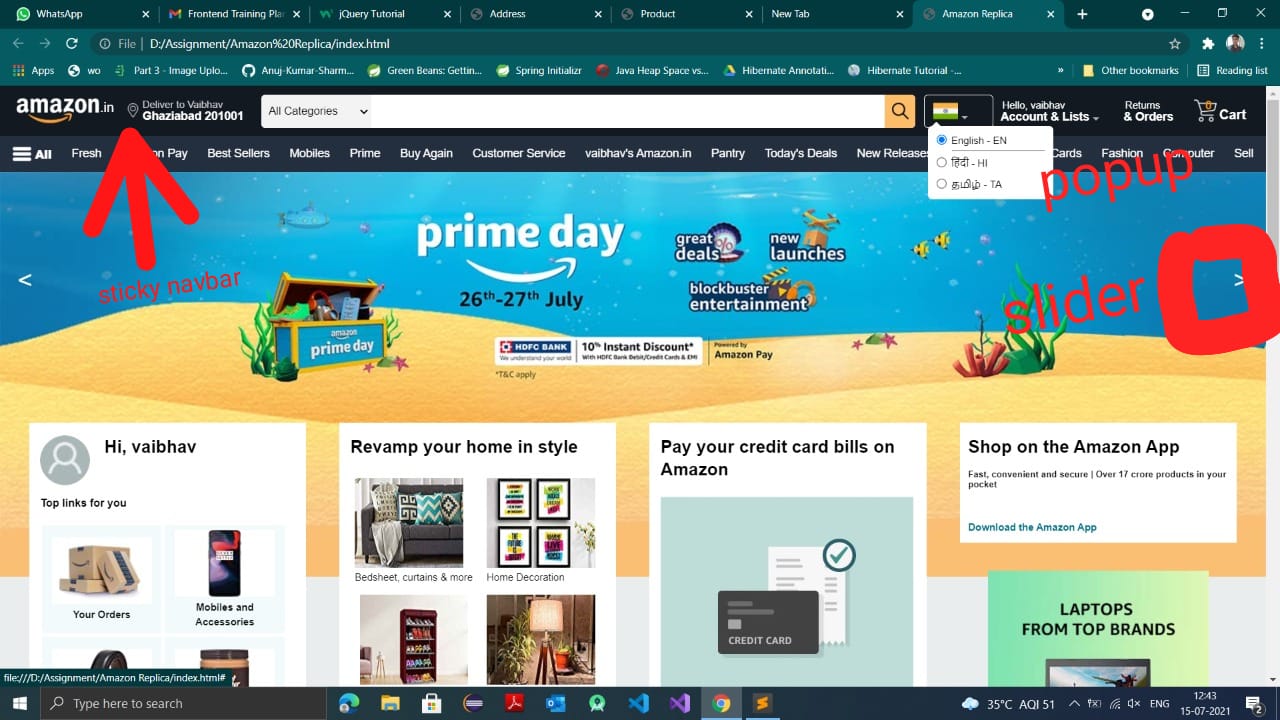 WhatsApp
Frontend Training Plan
jQuery Tutorial
Address
Product
New Tab
Amazon Replica
File | D:/Assignment/Amazon%20Replica/index.html
Apps
wo
Part 3 - Image Uplo...
Anuj-Kumar-Sharm...
Green Beans: Gettin...
Spring Initializr
Java Heap Space vs...
Hibernate Annotati...
Hibernate Tutorial -...
»
Other bookmarks
Reading list
amazon.in
Deliver to Vaibhav
Ghaziabad 201001
All Categories
Hello, vaibhav
Account & Lists
Returns
& Orders
0
Cart
All
Fresh
Pay
Best Sellers
Mobiles
Prime
Buy Again
Customer Service
vaibhav's Amazon.in
Pantry
Today's Deals
New Release
Cards
Fashion
Computer
Sell
English - EN
हिंदी - HI
தமிழ் - TA
popup
sticky navbar
slider
<
>
prime day
26th-27th July
great deals %
new launches
blockbuster entertainment
amazon
prime day
HDFC BANK
We understand your world
10% Instant Discount*
With HDFC Bank Debit/Credit Cards & EMI
Powered by
Amazon Pay
*T&C apply
Hi, vaibhav
Top links for you
Your Orders
Mobiles and
Accessories
Revamp your home in style
Bedsheet, curtains & more
Home Decoration
Pay your credit card bills on
Amazon
CREDIT CARD
Shop on the Amazon App
Fast, convenient and secure | Over 17 crore products in your
pocket
Download the Amazon App
LAPTOPS
FROM TOP BRANDS
file:///D:/Assignment/Amazon Replica/index.html#
Type here to search
35°C AQI 51
ENG
12:43
15-07-2021
2